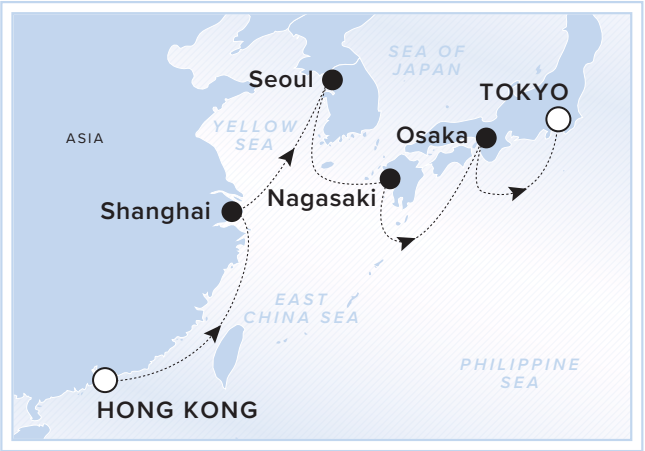 SEA OF
JAPAN
Seoul
TOKYO
ASIA
YELLOW
SEA
Osaka
Nagasaki
Shanghai
EAST
CHINA SEA
PHILIPPINE
SEA
HONG KONG